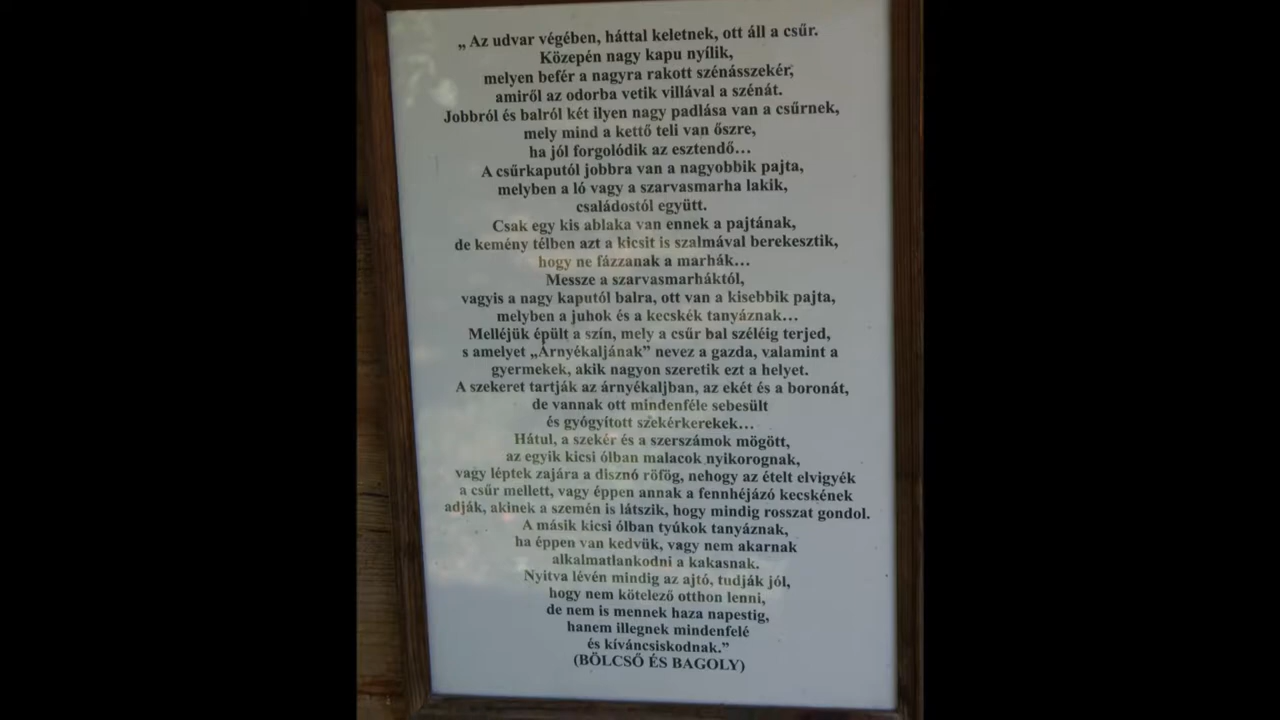 „ Az udvar végében, háttal keletnek, ott áll a csűr.
Közepén nagy kapu nyílik,
melyen befér a nagyra rakott szénásszekér,
amiről az odorba vetik villával a szénát.
Jobbról és balról két ilyen nagy padlása van a csűrnek,
mely mind a kettő teli van őszre,
ha jól forgolódik az esztendő…
A csűrkaputól jobbra van a nagyobbik pajta,
melyben a ló vagy a szarvasmarha lakik,
családostól együtt.
Csak egy kis ablaka van ennek a pajtának,
de kemény télben azt a kicsit is szalmával berekesztik,
hogy ne fázzanak a marhák…
Messze a szarvasmarháktól,
vagyis a nagy kaputól balra, ott van a kisebbik pajta,
melyben a juhok és a kecskék tanyáznak…
Melléjük épült a szín, mely a csűr bal széléig terjed,
s amelyet „Árnyékaljának” nevez a gazda, valamint a
gyermekek, akik nagyon szeretik ezt a helyet.
A szekeret tartják az árnyékaljban, az ekét és a boronát,
de vannak ott mindenféle sebesült
és gyógyított szekérkerekek…
Hátul, a szekér és a szerszámok mögött,
az egyik kicsi ólban malacok nyikorognak,
vagy léptek zajára a disznó röfög, nehogy az ételt elvigyék
a csűr mellett, vagy éppen annak a fennhéjázó kecskének
adják, akinek a szemén is látszik, hogy mindig rosszat gondol.
A másik kicsi ólban tyúkok tanyáznak,
ha éppen van kedvük, vagy nem akarnak
alkalmatlankodni a kakasnak.
Nyitva lévén mindig az ajtó, tudják jól,
hogy nem kötelező otthon lenni,
de nem is mennek haza napestig,
hanem illegnek mindenfelé
és kíváncsiskodnak.”
(BÖLCSŐ ÉS BAGOLY)